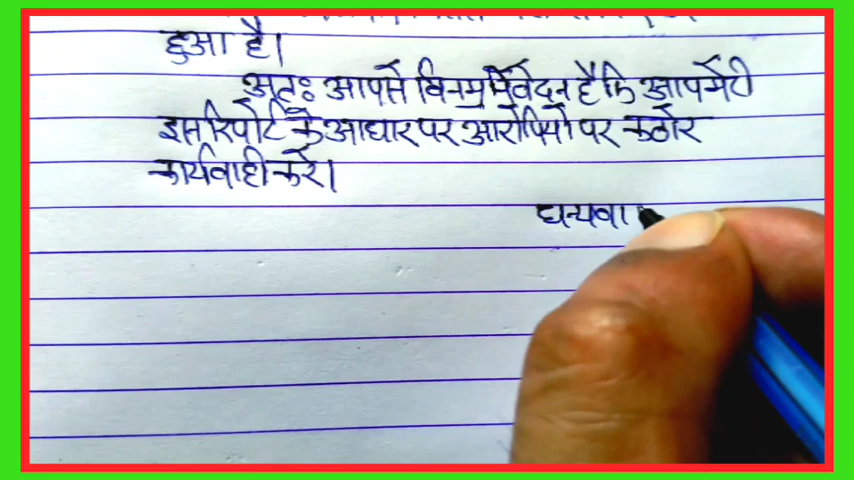 हुआ है।
अतः आपसे विनम्र निवेदन है कि आप मेरी
इस रिपोर्ट के आधार पर आरोपियों पर कठोर
कार्यवाही करे।
धन्यवा